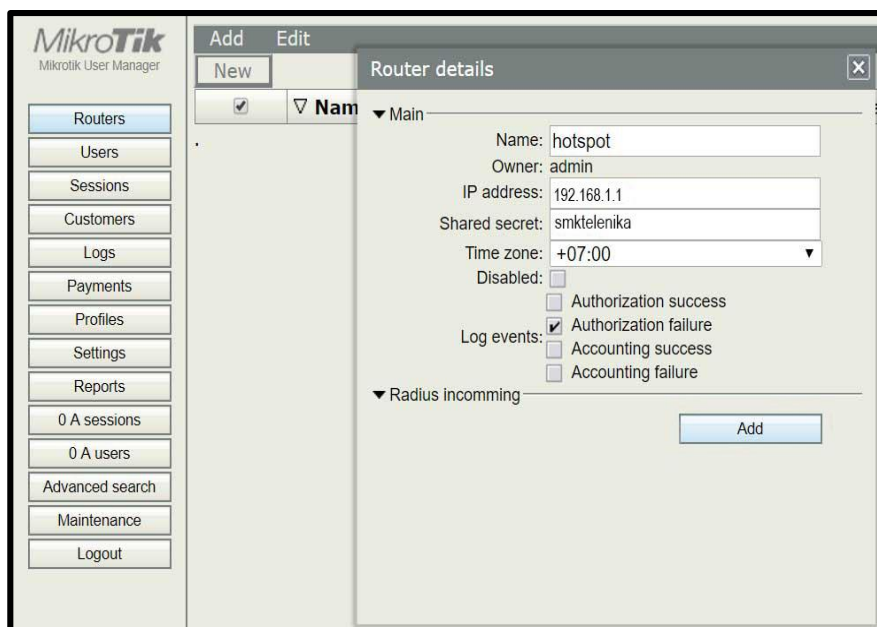 MikroTik
Mikrotik User Manager
Routers
Users
Sessions
Customers
Logs
Payments
Profiles
Settings
Reports
0 A sessions
0 A users
Advanced search
Maintenance
Logout
Add Edit
New
▽ Nam
Router details
Main
Name: hotspot
Owner: admin
IP address: 192.168.1.1
Shared secret: smktelenika
Time zone: +07:00
Disabled:
Log events:
Authorization success
Authorization failure
Accounting success
Accounting failure
Radius incomming
Add